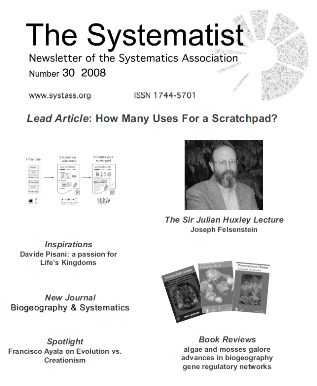 The Systematist
Newsletter of the Systematics Association
Number 30 2008
www.systass.org ISSN 1744-5701
Lead Article: How Many Uses For a Scratchpad?
The Sir Julian Huxley Lecture
Joseph Felsenstein
Inspirations
Davide Pisani: a passion for
Life's Kingdoms
New Journal
Biogeography & Systematics
Spotlight
Francisco Ayala on Evolution vs.
Creationism
Book Reviews
algae and mosses galore
advances in biogeography
gene regulatory networks